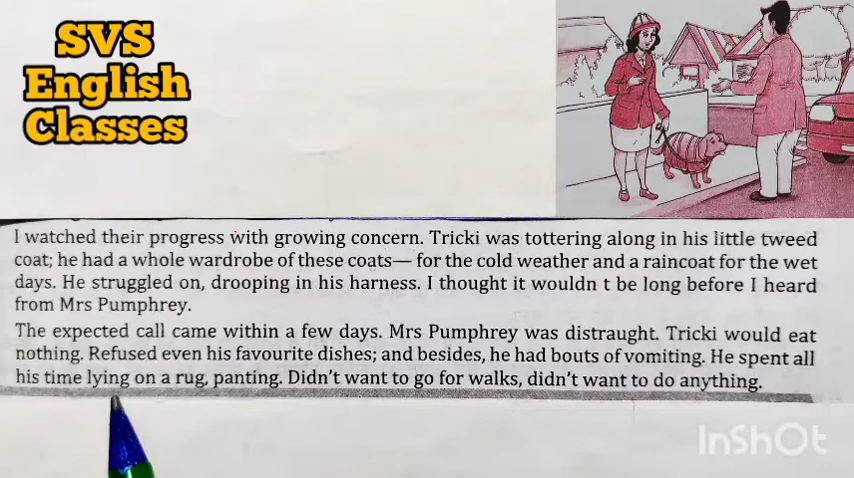 SVS
English
Classes
I watched their progress with growing concern. Tricki was tottering along in his little tweed
coat; he had a whole wardrobe of these coats— for the cold weather and a raincoat for the wet
days. He struggled on, drooping in his harness. I thought it wouldn t be long before I heard
from Mrs Pumphrey.
The expected call came within a few days. Mrs Pumphrey was distraught. Tricki would eat
nothing. Refused even his favourite dishes; and besides, he had bouts of vomiting. He spent all
his time lying on a rug, panting. Didn't want to go for walks, didn't want to do anything.
InShOt